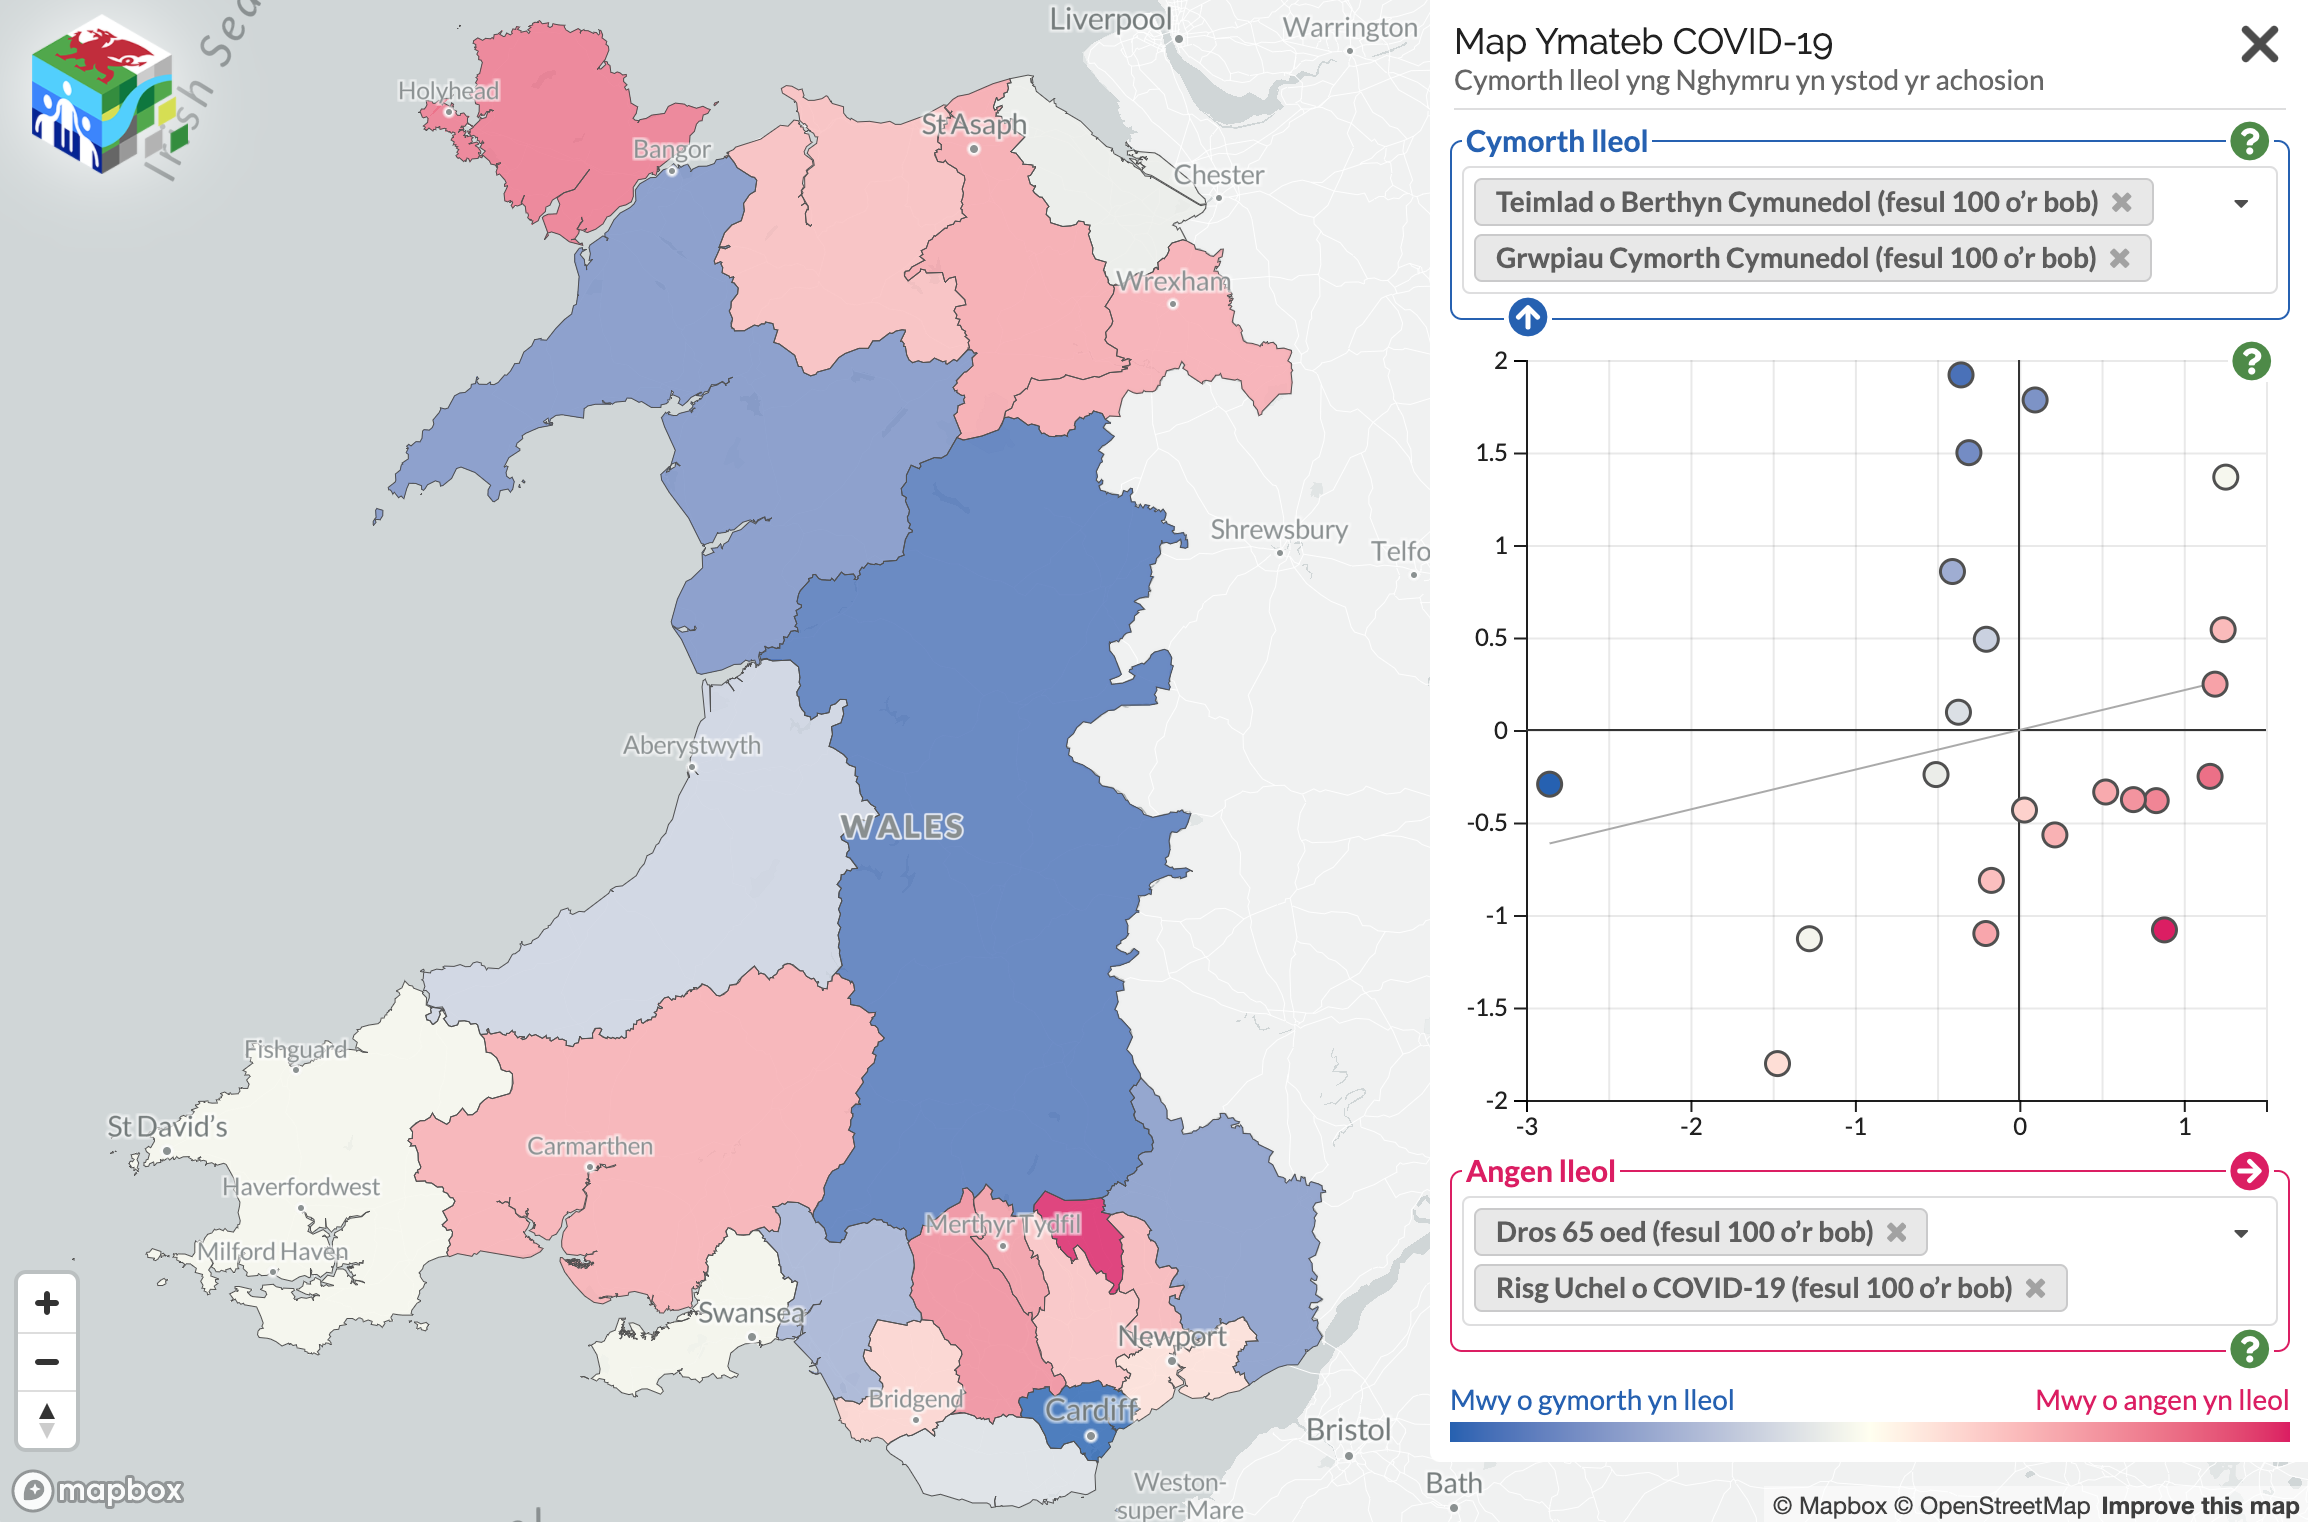 Irish Sea
Liverpool
Warrington
Holyhead
St Asaph
Bangor
Chester
Wrexham
Shrewsbury
Telfo
Aberystwyth
WALES
Fishguard
St David's
Carmarthen
Haverfordwest
Milford Haven
Merthyr Tydfil
Swansea
Newport
Bridgend
Cardiff
Bristol
Weston-
super-Mare
Bath
mapbox
Map Ymateb COVID-19
Cymorth lleol yng Nghymru yn ystod yr achosion
Cymorth lleol
?
Teimlad o Berthyn Cymunedol (fesul 100 o'r bob) ✖
Grwpiau Cymorth Cymunedol (fesul 100 o'r bob) ✖
?
2
1.5
1
0.5
0
-0.5
-1
-1.5
-2
-3 -2 -1 0 1
Angen lleol
Dros 65 oed (fesul 100 o'r bob) ✖
Risg Uchel o COVID-19 (fesul 100 o'r bob) ✖
?
Mwy o gymorth yn lleol Mwy o angen yn lleol
© Mapbox © OpenStreetMap Improve this map